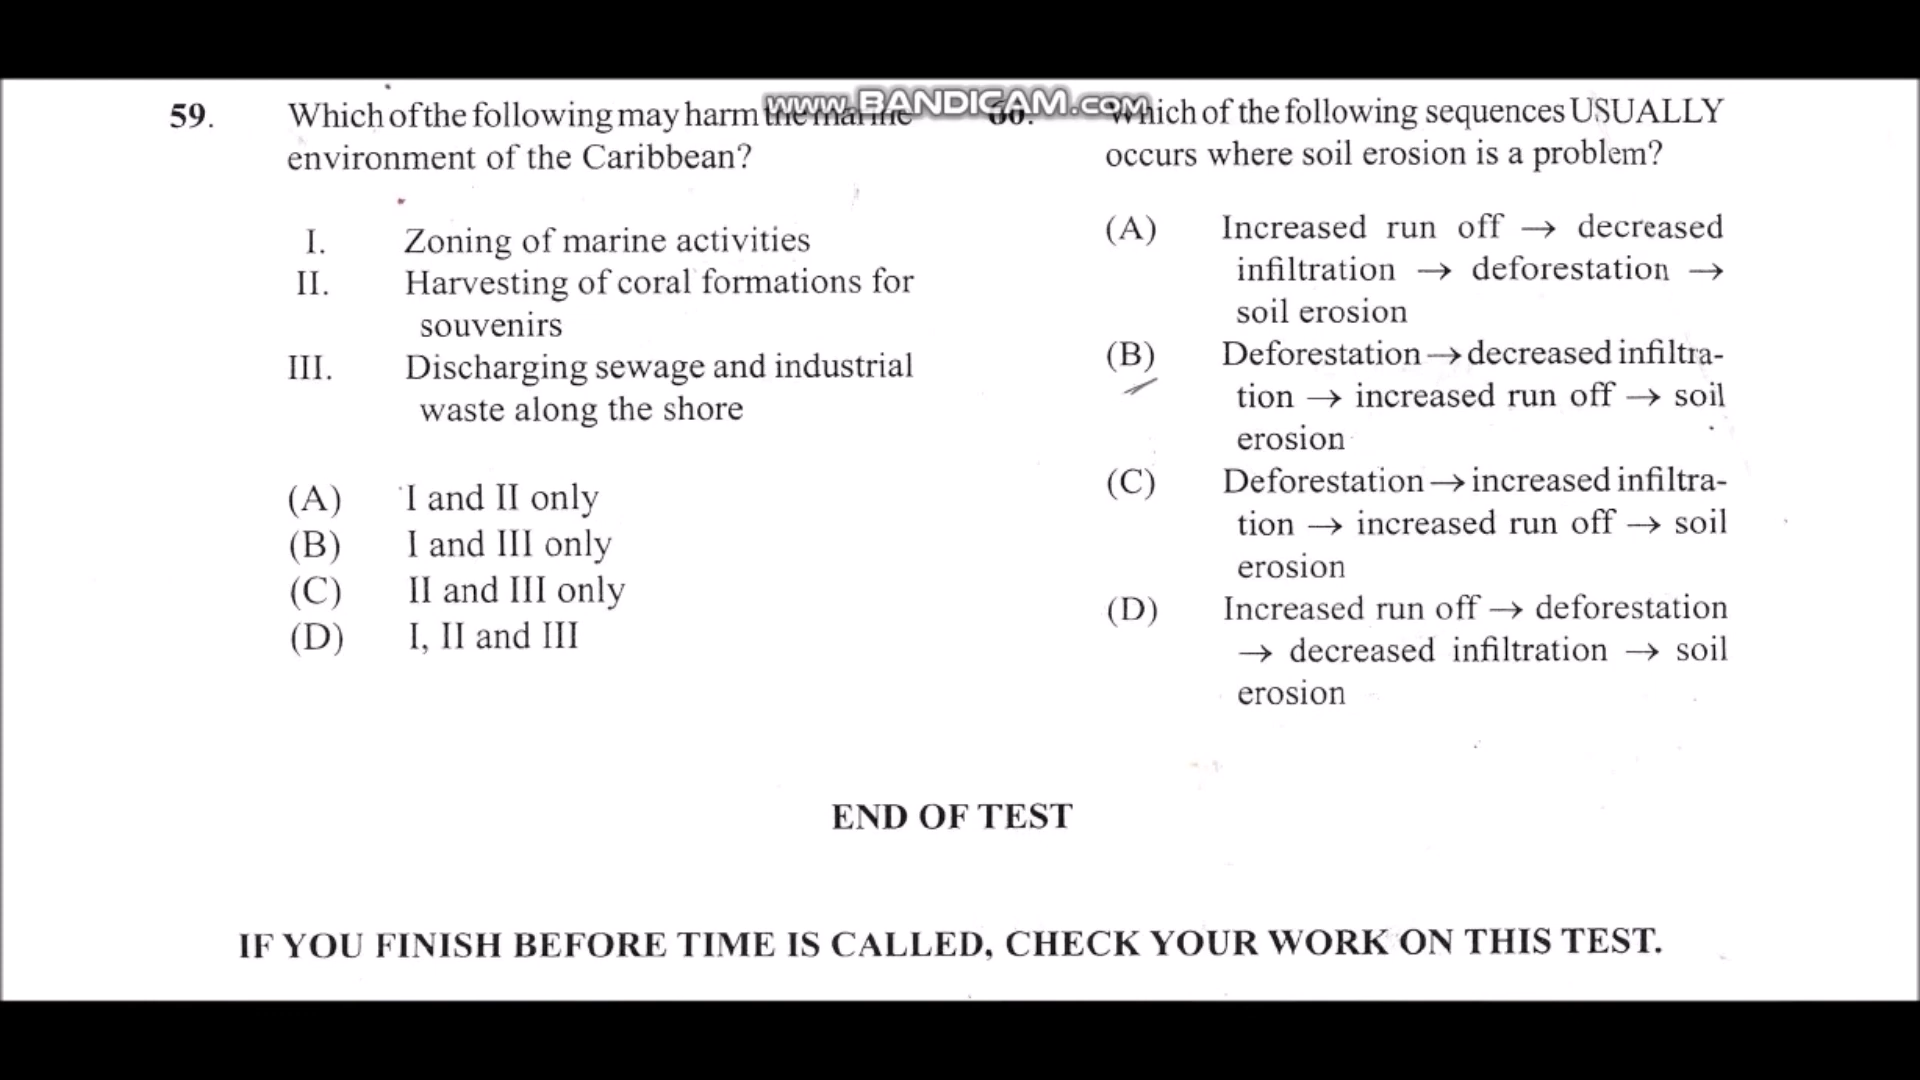 www.BANDICAM.com
59. Which of the following may harm the marine
environment of the Caribbean?
I. Zoning of marine activities
II. Harvesting of coral formations for
souvenirs
III. Discharging sewage and industrial
waste along the shore
(A) I and II only
(B) I and III only
(C) II and III only
(D) I, II and III
60. Which of the following sequences USUALLY
occurs where soil erosion is a problem?
(A) Increased run off → decreased
infiltration → deforestation →
soil erosion
(B) Deforestation → decreased infiltra-
tion → increased run off → soil
erosion
(C) Deforestation → increased infiltra-
tion → increased run off → soil
erosion
(D) Increased run off → deforestation
→ decreased infiltration → soil
erosion
END OF TEST
IF YOU FINISH BEFORE TIME IS CALLED, CHECK YOUR WORK ON THIS TEST.